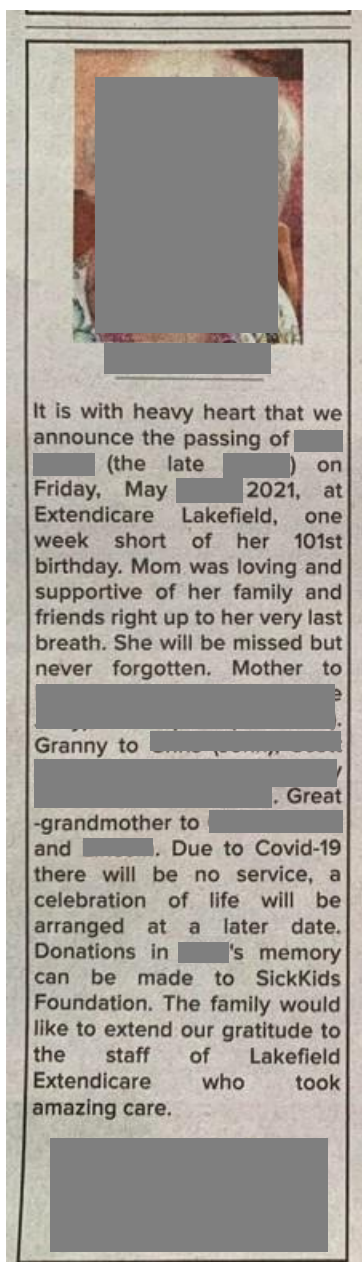 It is with heavy heart that we
announce the passing of
(the late ) on
Friday, May 2021, at
Extendicare Lakefield, one
week short of her 101st
birthday. Mom was loving and
supportive of her family and
friends right up to her very last
breath. She will be missed but
never forgotten. Mother to
Granny to
. Great
-grandmother to
and . Due to Covid-19
there will be no service, a
celebration of life will be
arranged at a later date.
Donations in 's memory
can be made to SickKids
Foundation. The family would
like to extend our gratitude to
the staff of Lakefield
Extendicare who took
amazing care.